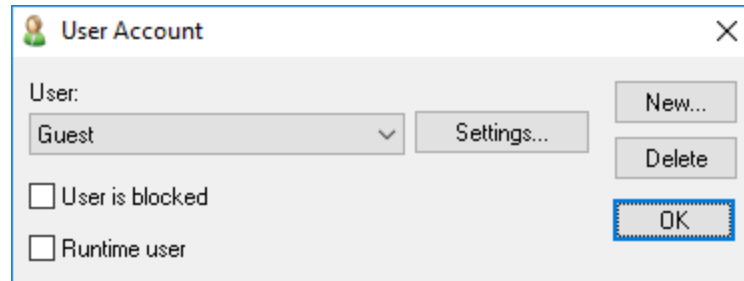 User Account
User:
New...
Guest
Settings...
Delete
User is blocked
OK
Runtime user